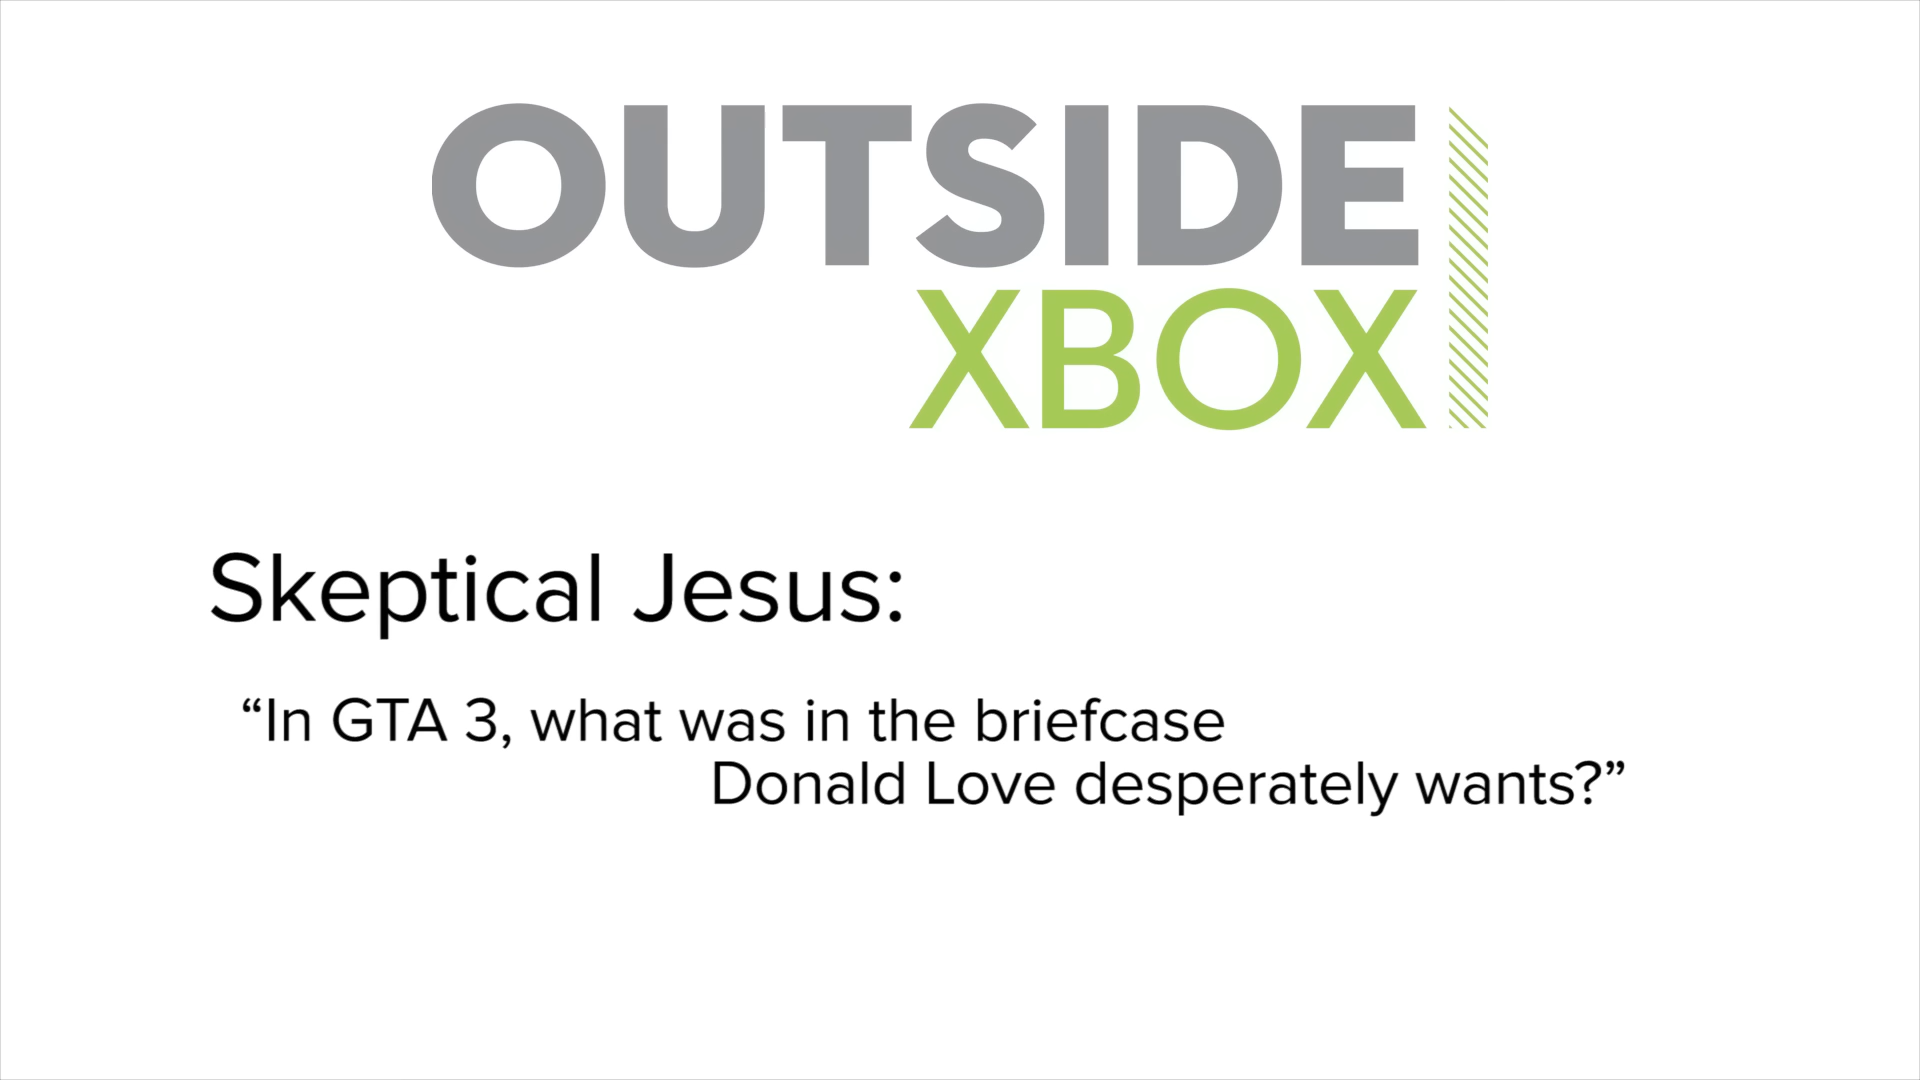 OUTSIDE
XBOX
Skeptical Jesus:
“In GTA 3, what was in the briefcase
Donald Love desperately wants?”